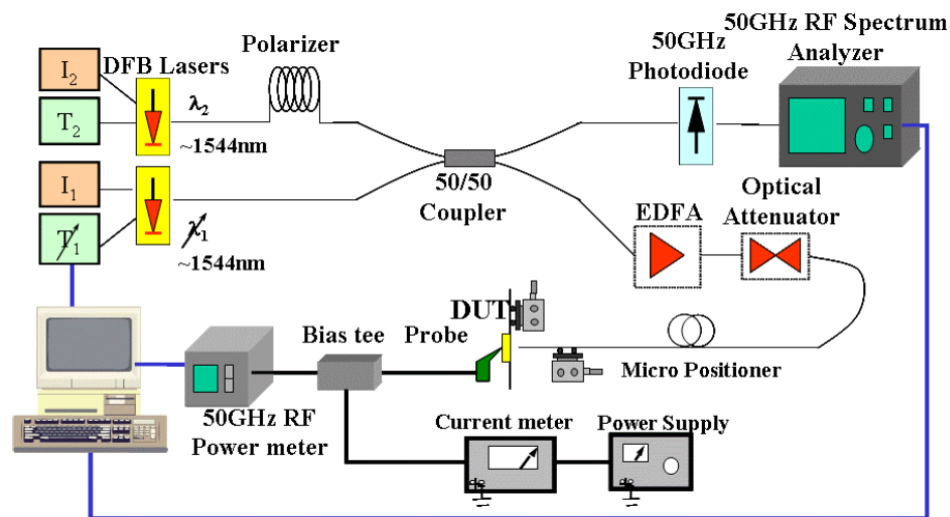 50GHz RF Spectrum
Analyzer
50GHz
Photodiode
Polarizer
DFB Lasers
I₂
T₂
λ₂
~1544nm
I₁
T₁
λ₁
~1544nm
50/50
Coupler
EDFA
Optical
Attenuator
DUT
Bias tee
Probe
Micro Positioner
50GHz RF
Power meter
Current meter
Power Supply